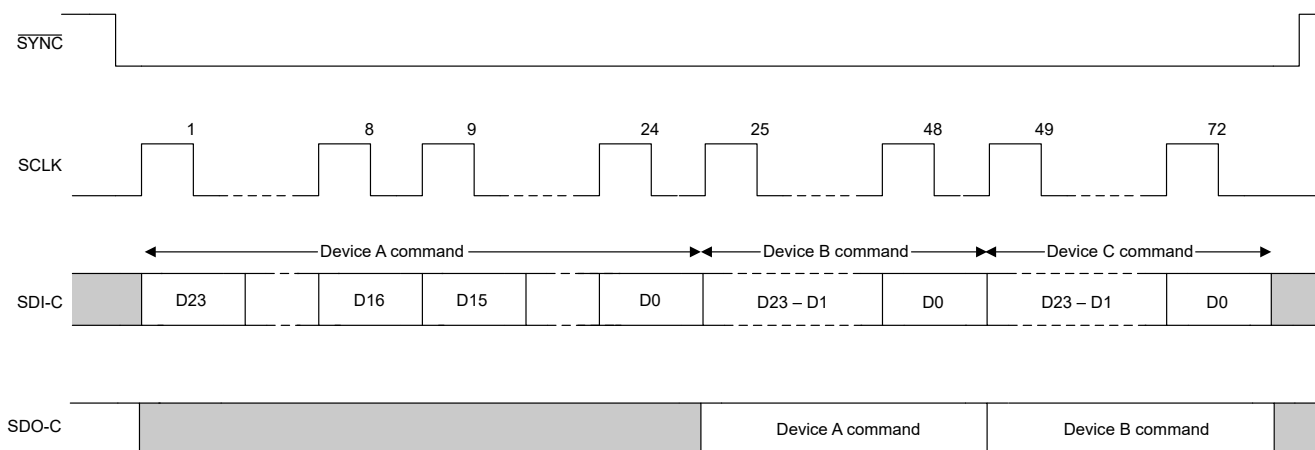 SYNC
1 8 9 24 25 48 49 72
SCLK
Device A command Device B command Device C command
SDI-C D23 D16 D15 D0 D23 – D1 D0 D23 – D1 D0
SDO-C Device A command Device B command